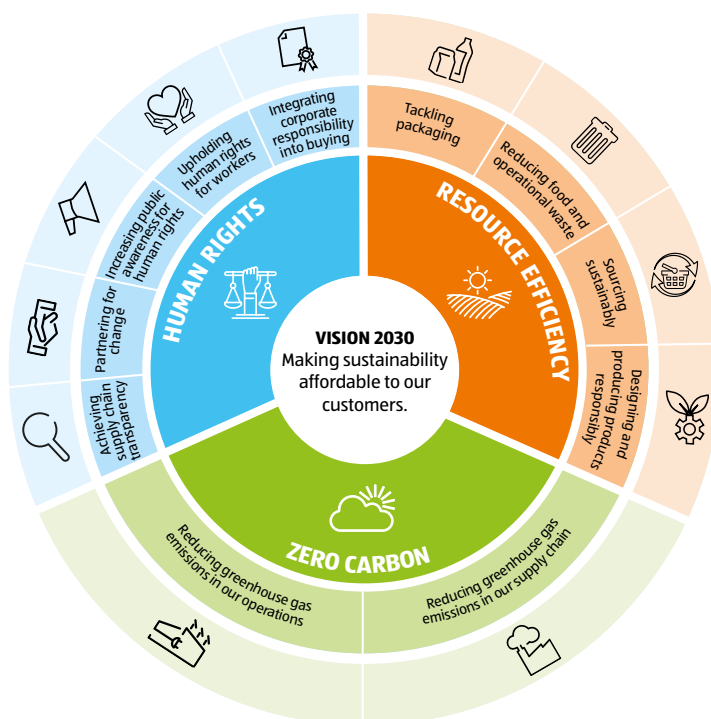 VISION 2030
Making sustainability
affordable to our
customers.
HUMAN RIGHTS
Achieving
supply chain
transparency
Partnering for
change
Increasing public
awareness for
human rights
Upholding
human rights
for workers
Integrating
corporate
responsibility
into buying
RESOURCE EFFICIENCY
Tackling
packaging
Reducing food and
operational waste
Sourcing
sustainably
Designing and
producing products
responsibly
ZERO CARBON
Reducing greenhouse gas
emissions in our operations
Reducing greenhouse gas
emissions in our supply chain